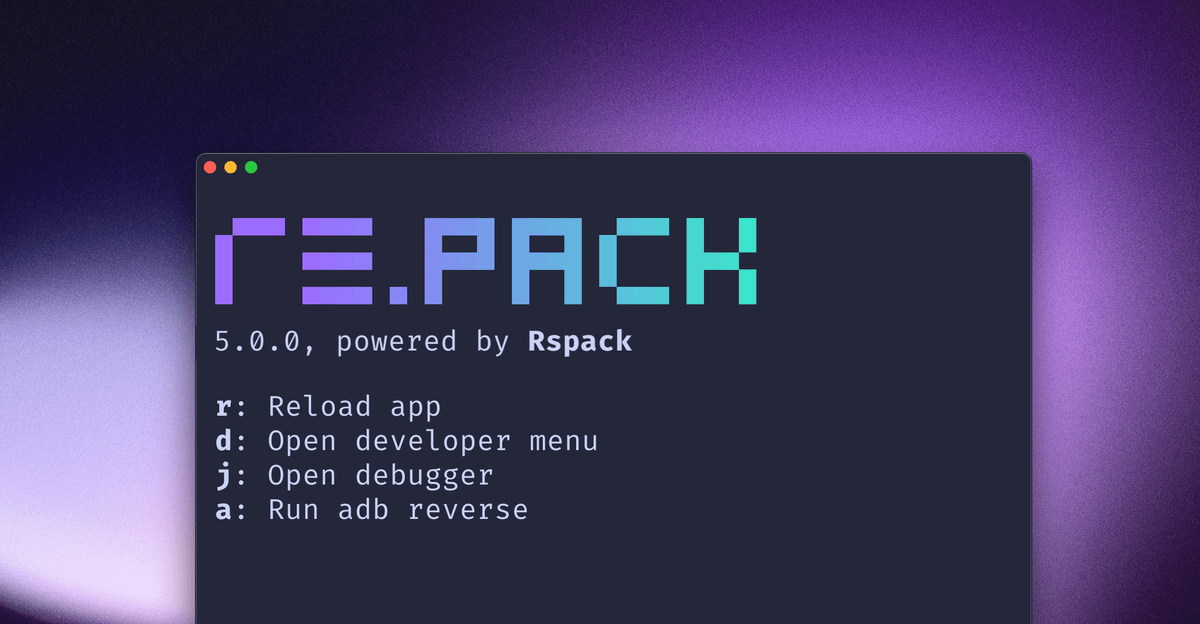 re.PACK
5.0.0, powered by Rspack
r: Reload app
d: Open developer menu
j: Open debugger
a: Run adb reverse